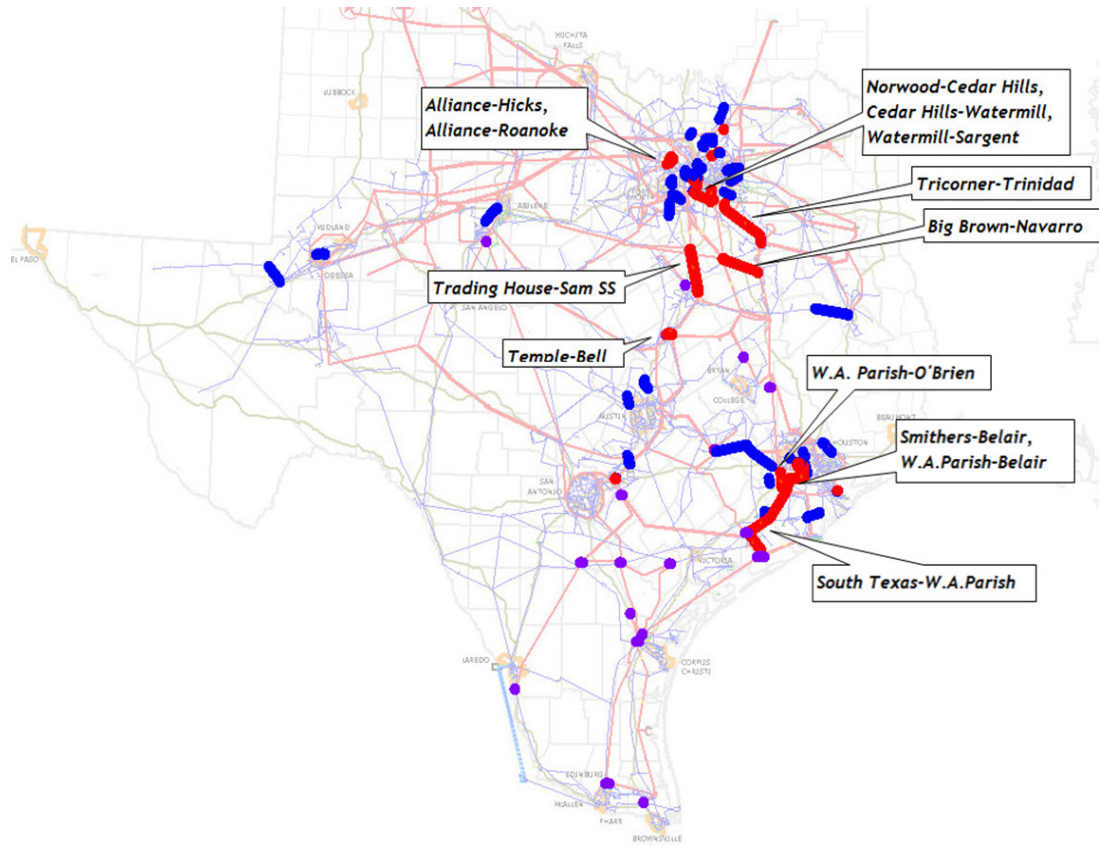 WICHITA
FALLS
LUBBOCK
Alliance-Hicks,
Alliance-Roanoke
Norwood-Cedar Hills,
Cedar Hills-Watermill,
Watermill-Sargent
Tricorner-Trinidad
ABILENE
Big Brown-Navarro
MIDLAND
EL PASO
ODESSA
Trading House-Sam SS
SAN ANGELO
Temple-Bell
BRYAN
COLLEGE
W.A. Parish-O'Brien
AUSTIN
BEAUMONT
HOUSTON
Smithers-Belair,
W.A.Parish-Belair
SAN
ANTONIO
VICTORIA
South Texas-W.A.Parish
LAREDO
CORPUS
CHRISTI
EDINBURG
McALLEN
PHARR
BROWNSVILLE